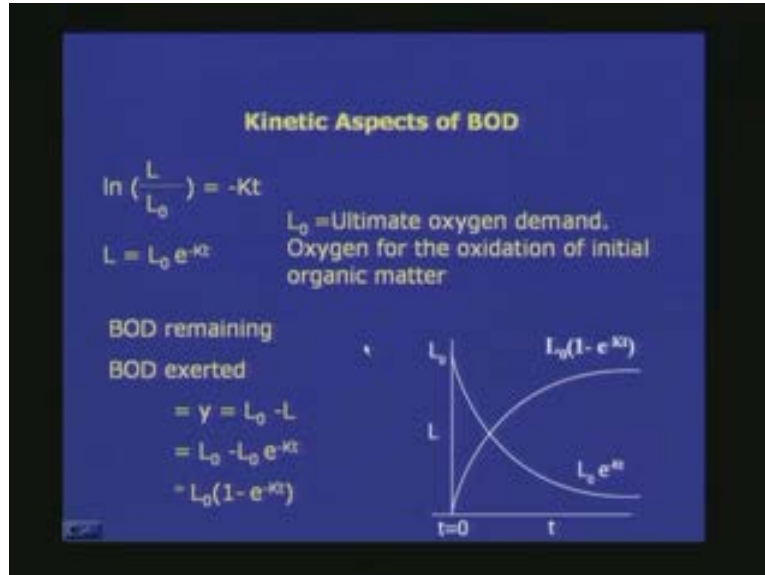 Kinetic Aspects of BOD
ln (L/L₀) = -Kt
L₀ =Ultimate oxygen demand.
Oxygen for the oxidation of initial
organic matter
L = L₀ e⁻ᴷᵗ
BOD remaining
BOD exerted
= y = L₀ -L
= L₀ -L₀ e⁻ᴷᵗ
= L₀(1- e⁻ᴷᵗ)
L₀
L₀(1- e⁻ᴷᵗ)
L
L₀ e⁻ᴷᵗ
t=0
t